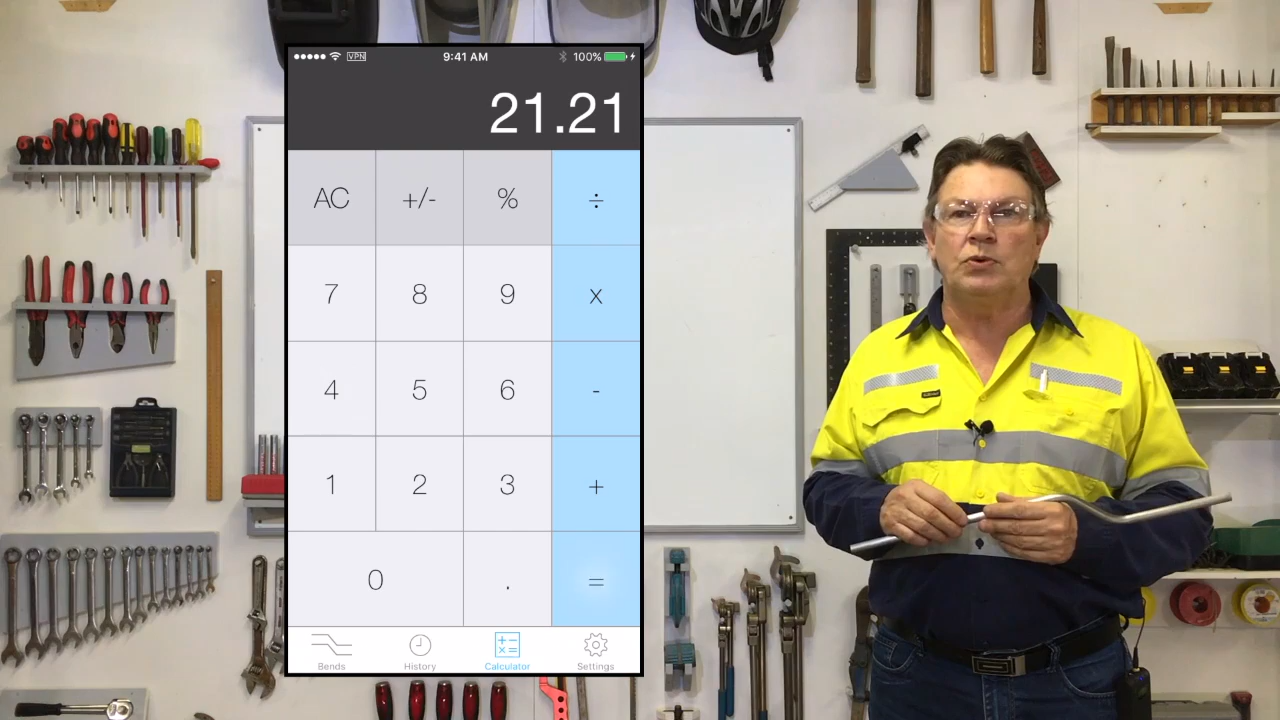 VPN 9:41 AM 100%
21.21
AC +/- % ÷
7 8 9 x
4 5 6 -
1 2 3 +
0 . =
Bends History Calculator Settings